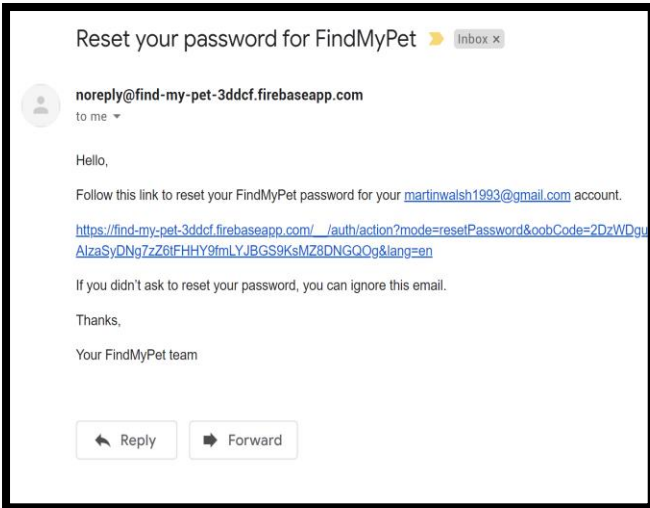 Reset your password for FindMyPet Inbox ×
noreply@find-my-pet-3ddcf.firebaseapp.com
to me
Hello,
Follow this link to reset your FindMyPet password for your martinwalsh1993@gmail.com account.
https://find-my-pet-3ddcf.firebaseapp.com/__/auth/action?mode=resetPassword&oobCode=2DzWDgu
AIzaSyDNg7zZ6tFHHY9fmLYJBGS9KsMZ8DNGQOg&lang=en
If you didn't ask to reset your password, you can ignore this email.
Thanks,
Your FindMyPet team
Reply Forward